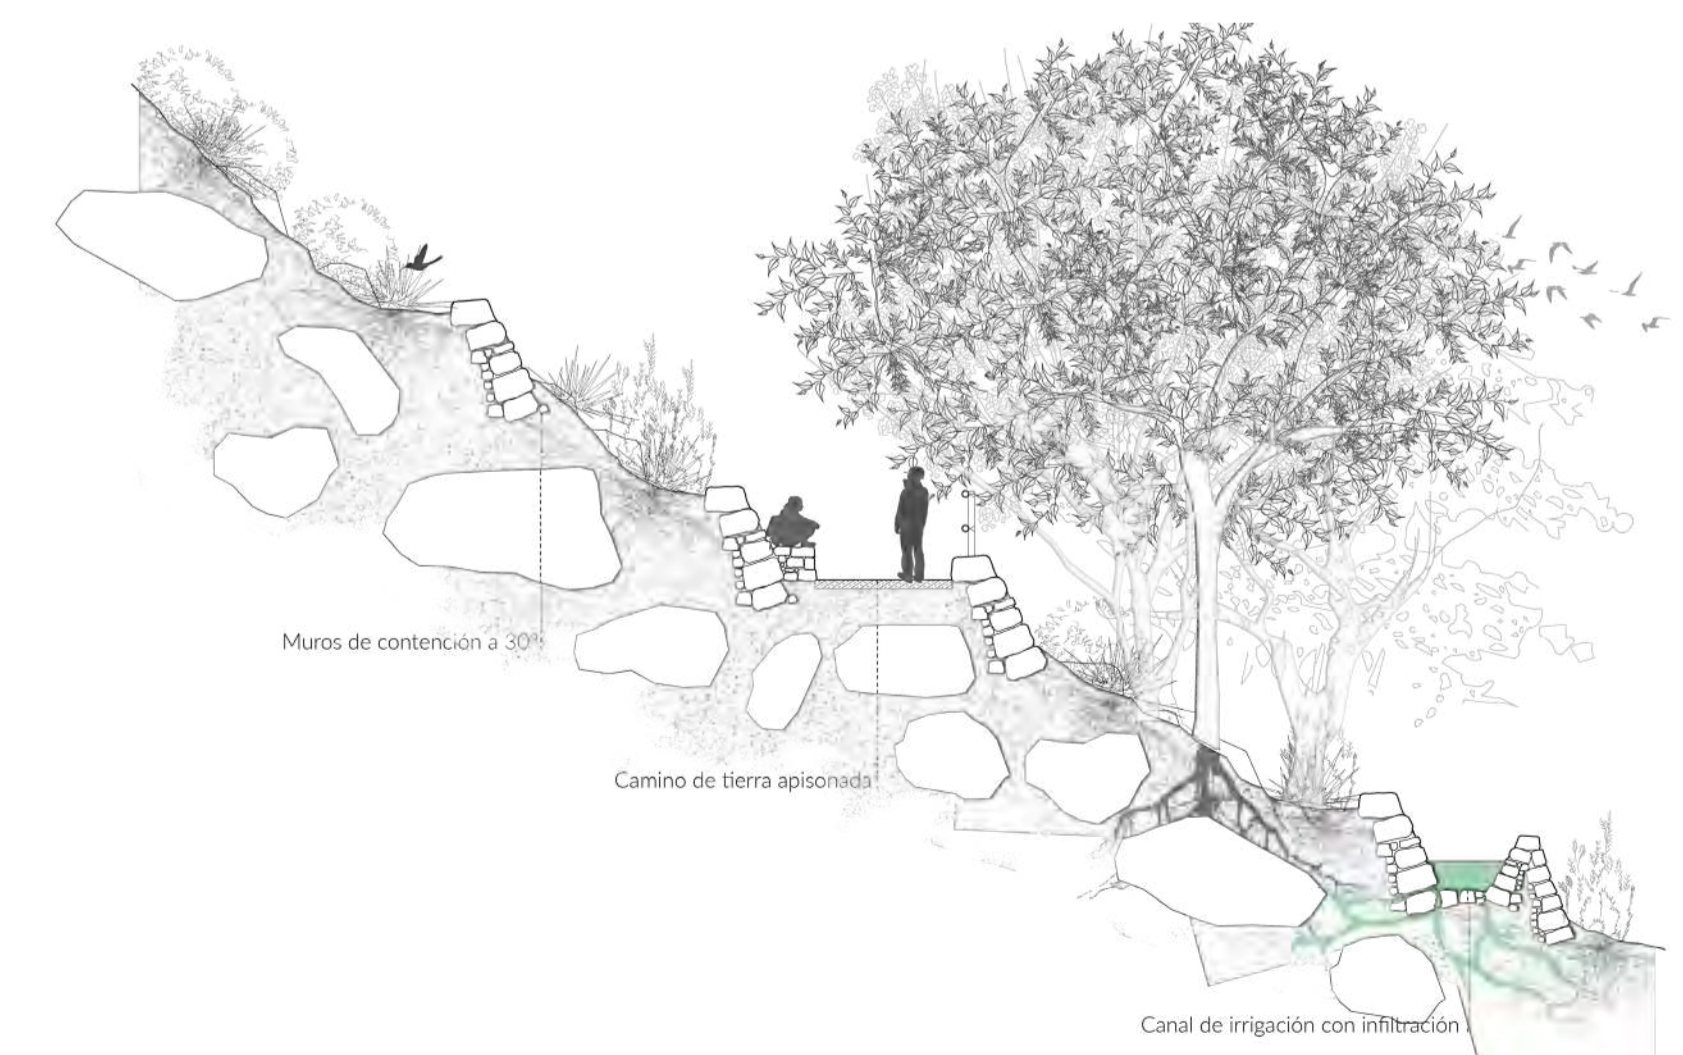 Muros de contención a 30°
Camino de tierra apisonada
Canal de irrigación con infiltración